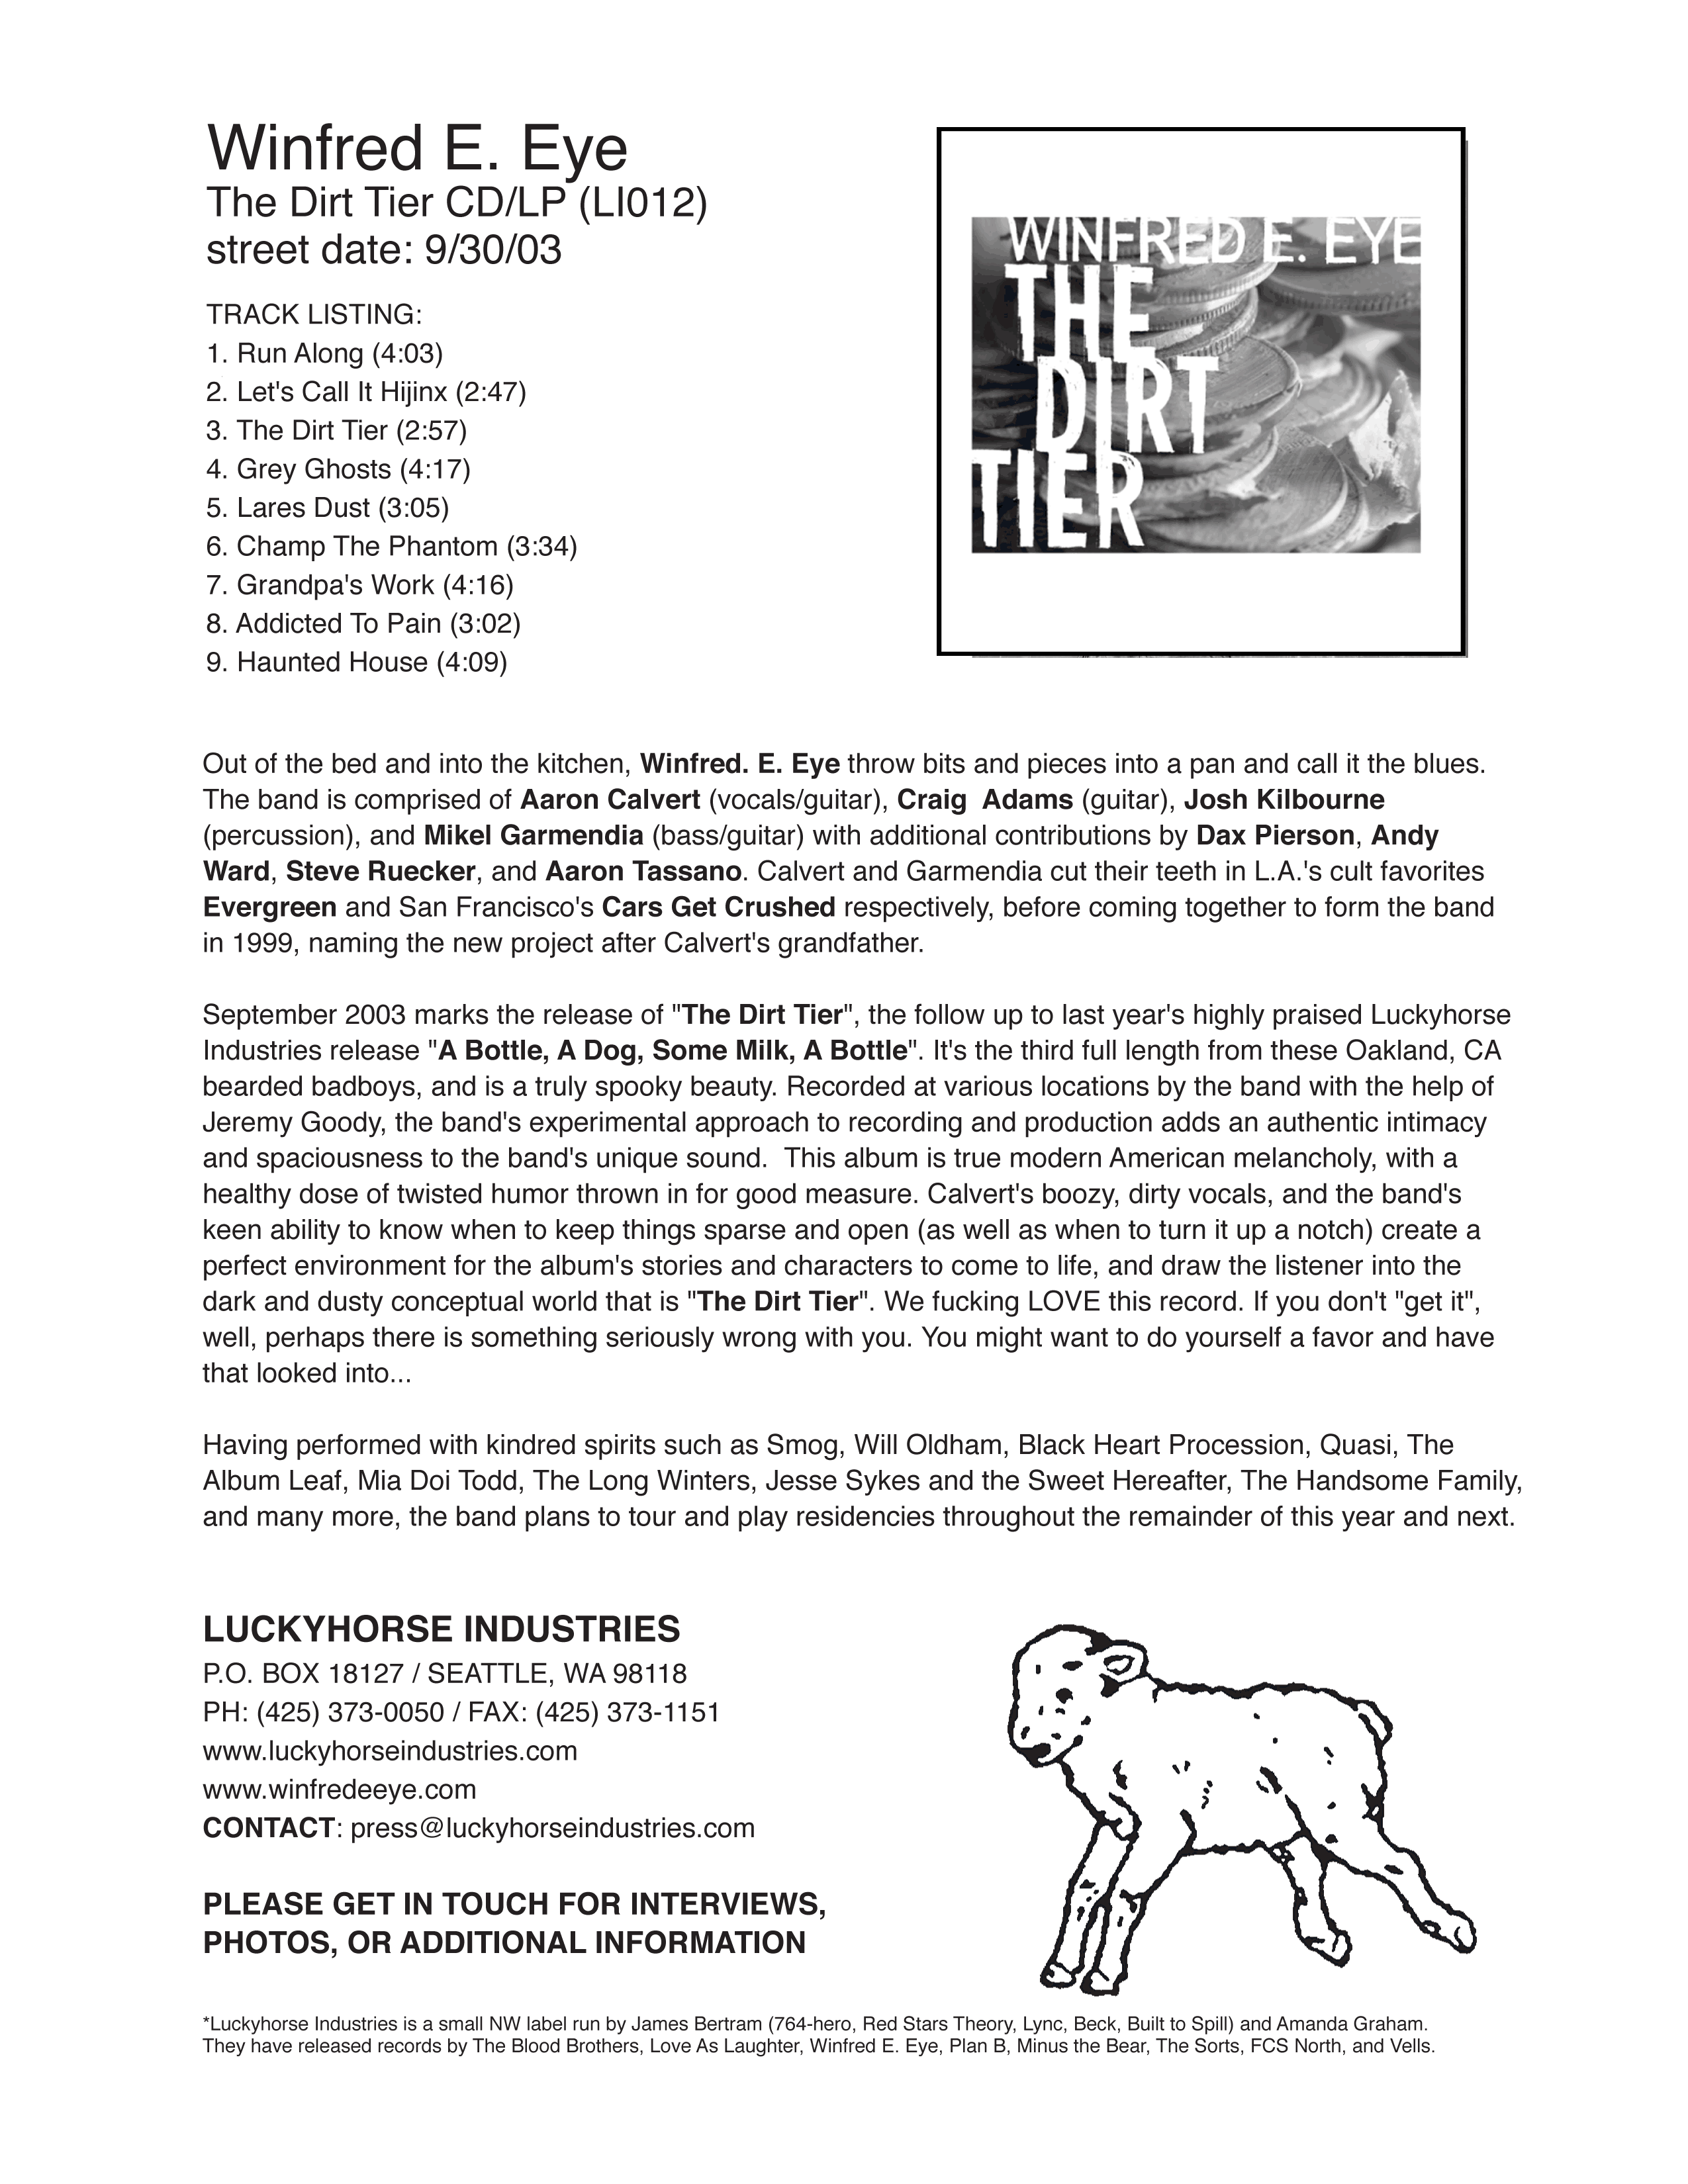 Winfred E. Eye
The Dirt Tier CD/LP (LI012)
street date: 9/30/03
TRACK LISTING:
1. Run Along (4:03)
2. Let's Call It Hijinx (2:47)
3. The Dirt Tier (2:57)
4. Grey Ghosts (4:17)
5. Lares Dust (3:05)
6. Champ The Phantom (3:34)
7. Grandpa's Work (4:16)
8. Addicted To Pain (3:02)
9. Haunted House (4:09)
WINFRED E. EYE
THE
DIRT
TIER
Out of the bed and into the kitchen, Winfred. E. Eye throw bits and pieces into a pan and call it the blues.
The band is comprised of Aaron Calvert (vocals/guitar), Craig  Adams (guitar), Josh Kilbourne
(percussion), and Mikel Garmendia (bass/guitar) with additional contributions by Dax Pierson, Andy
Ward, Steve Ruecker, and Aaron Tassano. Calvert and Garmendia cut their teeth in L.A.'s cult favorites
Evergreen and San Francisco's Cars Get Crushed respectively, before coming together to form the band
in 1999, naming the new project after Calvert's grandfather.
September 2003 marks the release of "The Dirt Tier", the follow up to last year's highly praised Luckyhorse
Industries release "A Bottle, A Dog, Some Milk, A Bottle". It's the third full length from these Oakland, CA
bearded badboys, and is a truly spooky beauty. Recorded at various locations by the band with the help of
Jeremy Goody, the band's experimental approach to recording and production adds an authentic intimacy
and spaciousness to the band's unique sound.  This album is true modern American melancholy, with a
healthy dose of twisted humor thrown in for good measure. Calvert's boozy, dirty vocals, and the band's
keen ability to know when to keep things sparse and open (as well as when to turn it up a notch) create a
perfect environment for the album's stories and characters to come to life, and draw the listener into the
dark and dusty conceptual world that is "The Dirt Tier". We fucking LOVE this record. If you don't "get it",
well, perhaps there is something seriously wrong with you. You might want to do yourself a favor and have
that looked into...
Having performed with kindred spirits such as Smog, Will Oldham, Black Heart Procession, Quasi, The
Album Leaf, Mia Doi Todd, The Long Winters, Jesse Sykes and the Sweet Hereafter, The Handsome Family,
and many more, the band plans to tour and play residencies throughout the remainder of this year and next.
LUCKYHORSE INDUSTRIES
P.O. BOX 18127 / SEATTLE, WA 98118
PH: (425) 373-0050 / FAX: (425) 373-1151
www.luckyhorseindustries.com
www.winfredeeye.com
CONTACT: press@luckyhorseindustries.com
PLEASE GET IN TOUCH FOR INTERVIEWS,
PHOTOS, OR ADDITIONAL INFORMATION
*Luckyhorse Industries is a small NW label run by James Bertram (764-hero, Red Stars Theory, Lync, Beck, Built to Spill) and Amanda Graham.
They have released records by The Blood Brothers, Love As Laughter, Winfred E. Eye, Plan B, Minus the Bear, The Sorts, FCS North, and Vells.